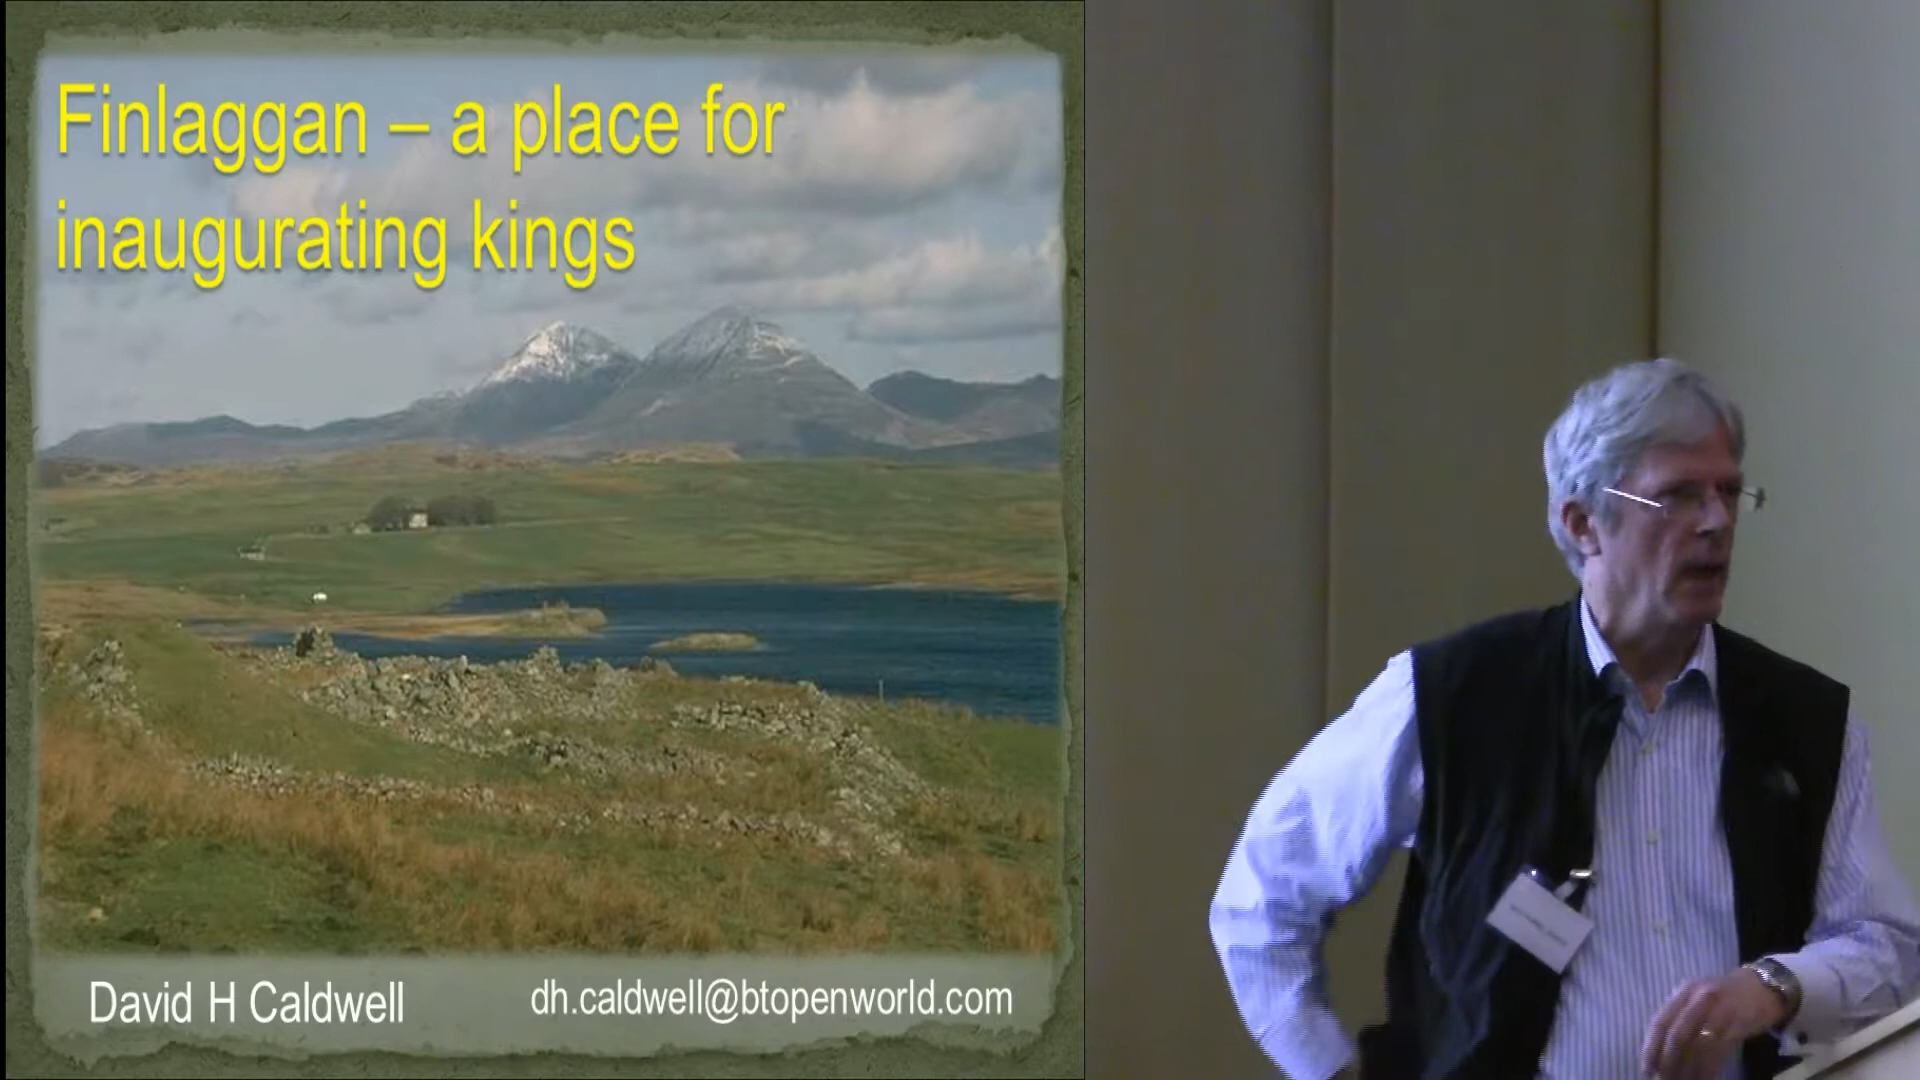 Finlaggan – a place for
inaugurating kings
David H Caldwell
dh.caldwell@btopenworld.com